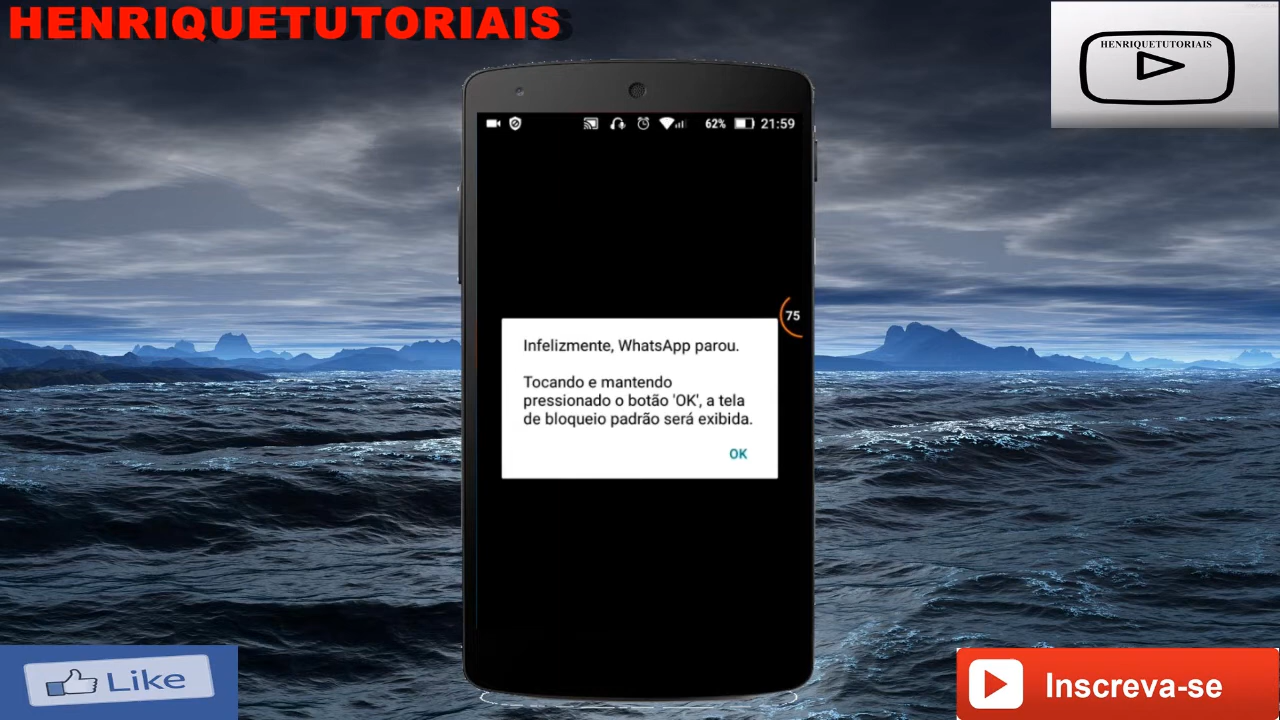 HENRIQUETUTORIAIS
HENRIQUETUTORIAIS
62% 21:59
75
Infelizmente, WhatsApp parou.
Tocando e mantendo
pressionado o botão 'OK', a tela
de bloqueio padrão será exibida.
OK
Like
Inscreva-se